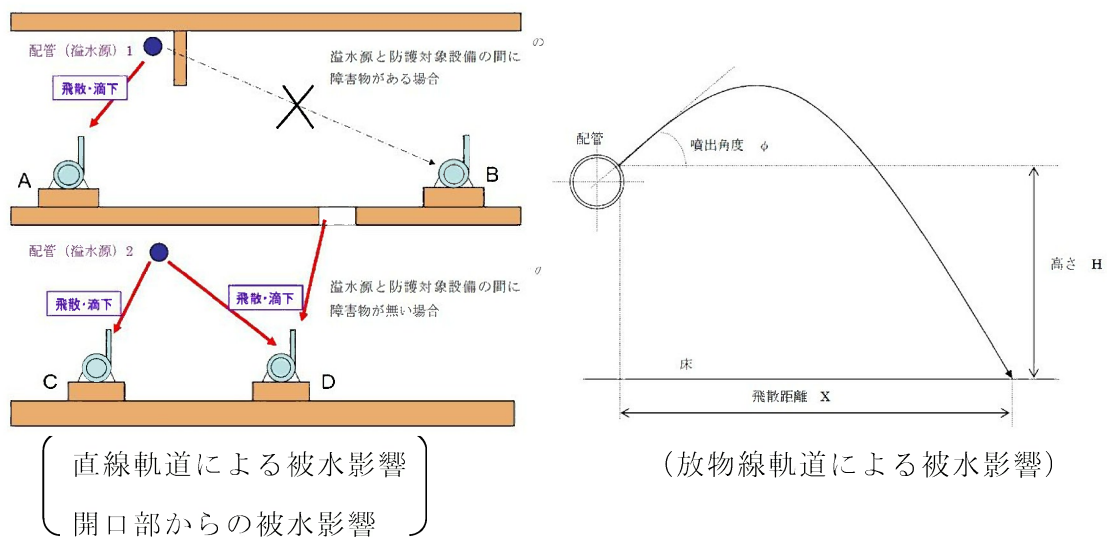 配管（溢水源）1
溢水源と防護対象設備の間に
障害物がある場合
の
飛散・滴下
A
B
配管（溢水源）2
溢水源と防護対象設備の間に
障害物が無い場合
飛散・滴下
飛散・滴下
C
D
直線軌道による被水影響
開口部からの被水影響
配管
噴出角度 φ
高さ H
床
飛散距離 X
（放物線軌道による被水影響）